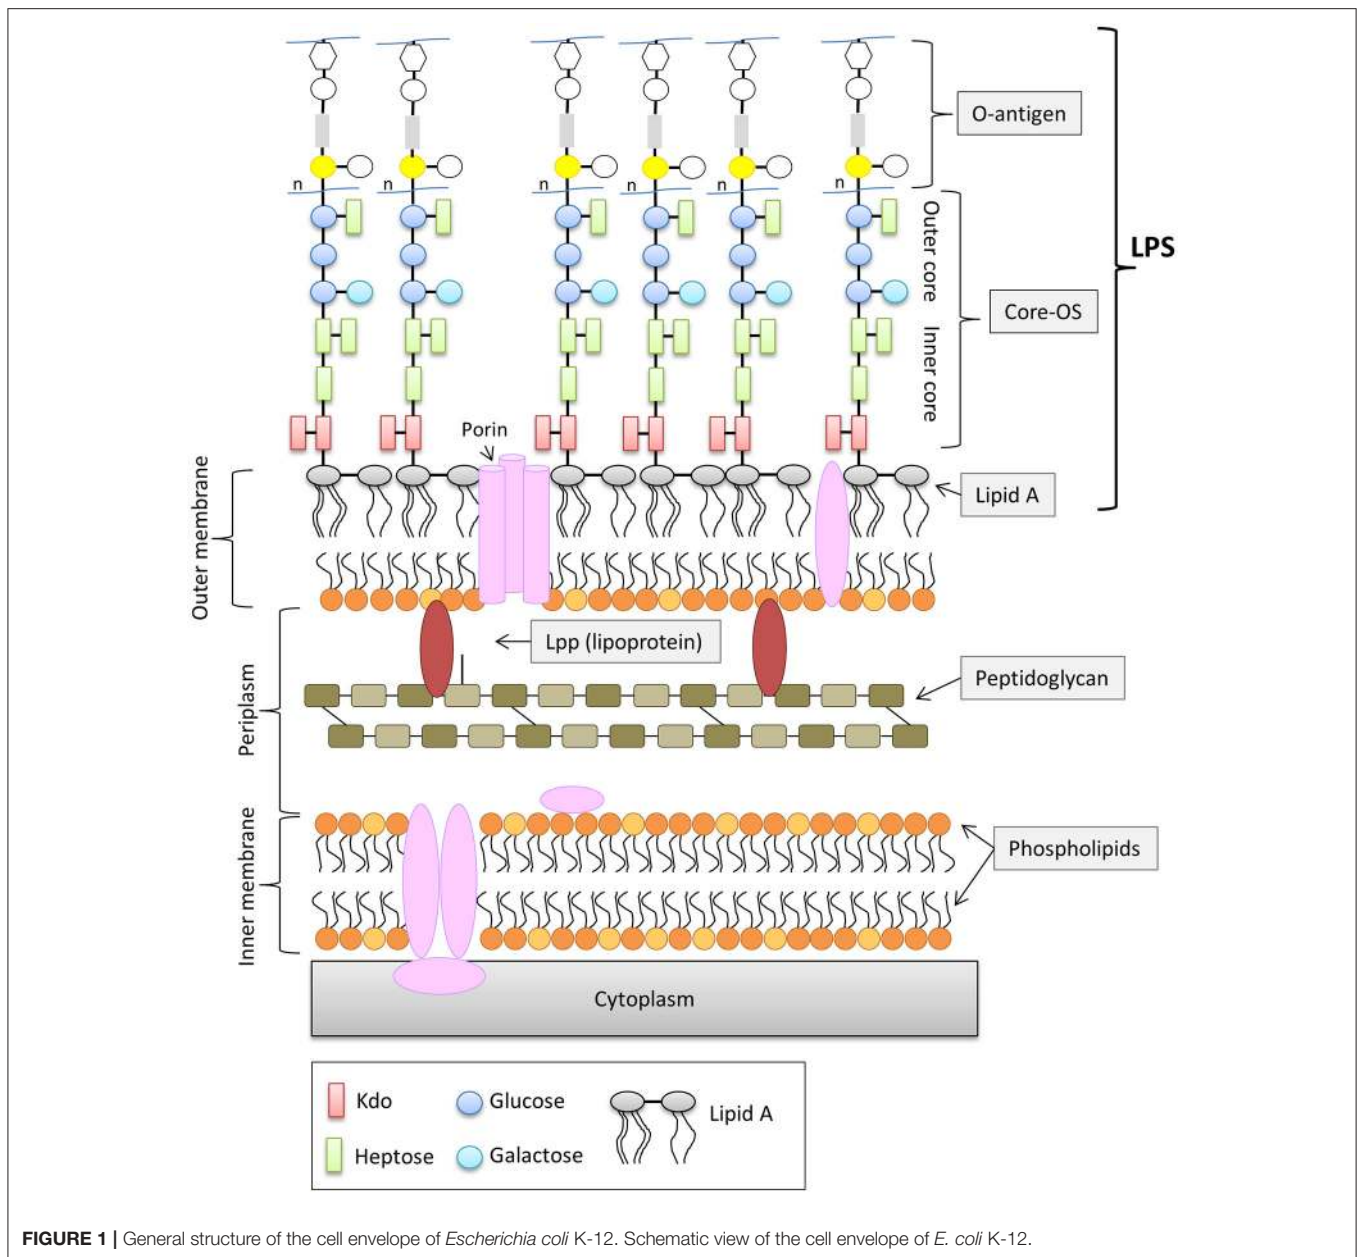 O-antigen
n n n n n n
Outer core
LPS
Core-OS
Inner core
Porin
Outer membrane
Lipid A
Lpp (lipoprotein)
Periplasm
Peptidoglycan
Inner membrane
Phospholipids
Cytoplasm
Kdo Glucose Lipid A
Heptose Galactose
FIGURE 1 | General structure of the cell envelope of Escherichia coli K-12. Schematic view of the cell envelope of E. coli K-12.